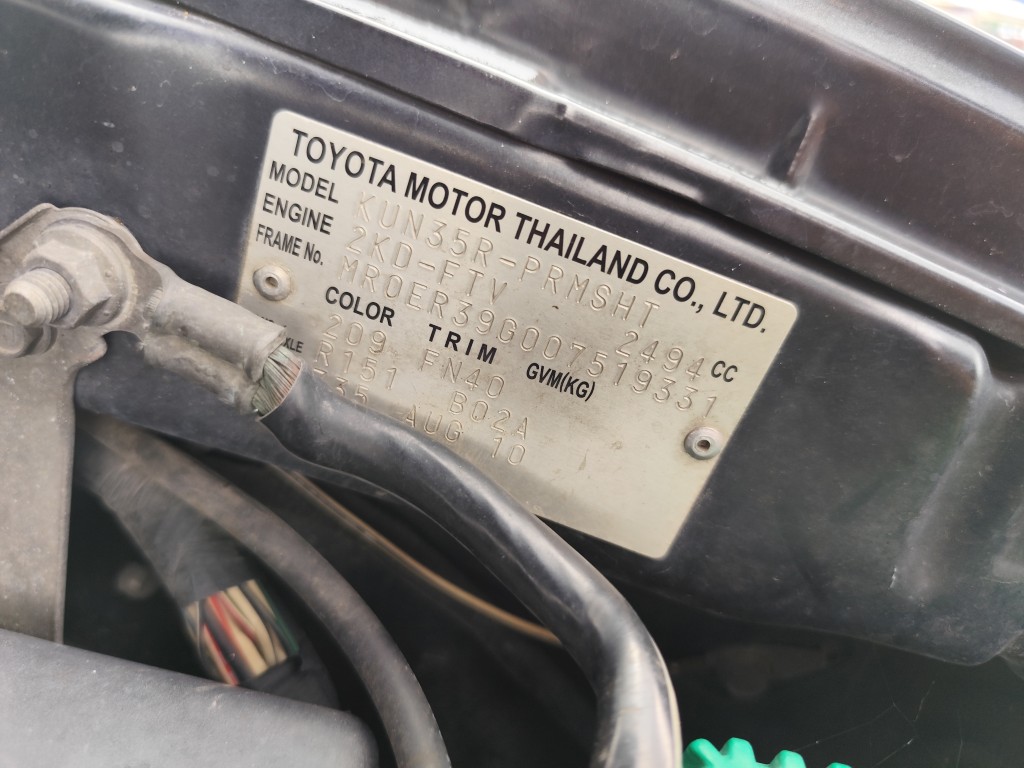 TOYOTA MOTOR THAILAND CO., LTD.
MODEL KUN35R-PRMSHT
ENGINE 2KD-FTV 2494 CC
FRAME No. MR0ER39G007519331
COLOR TRIM GVM(KG)
209 FN40
R151 B02A
AUG 10